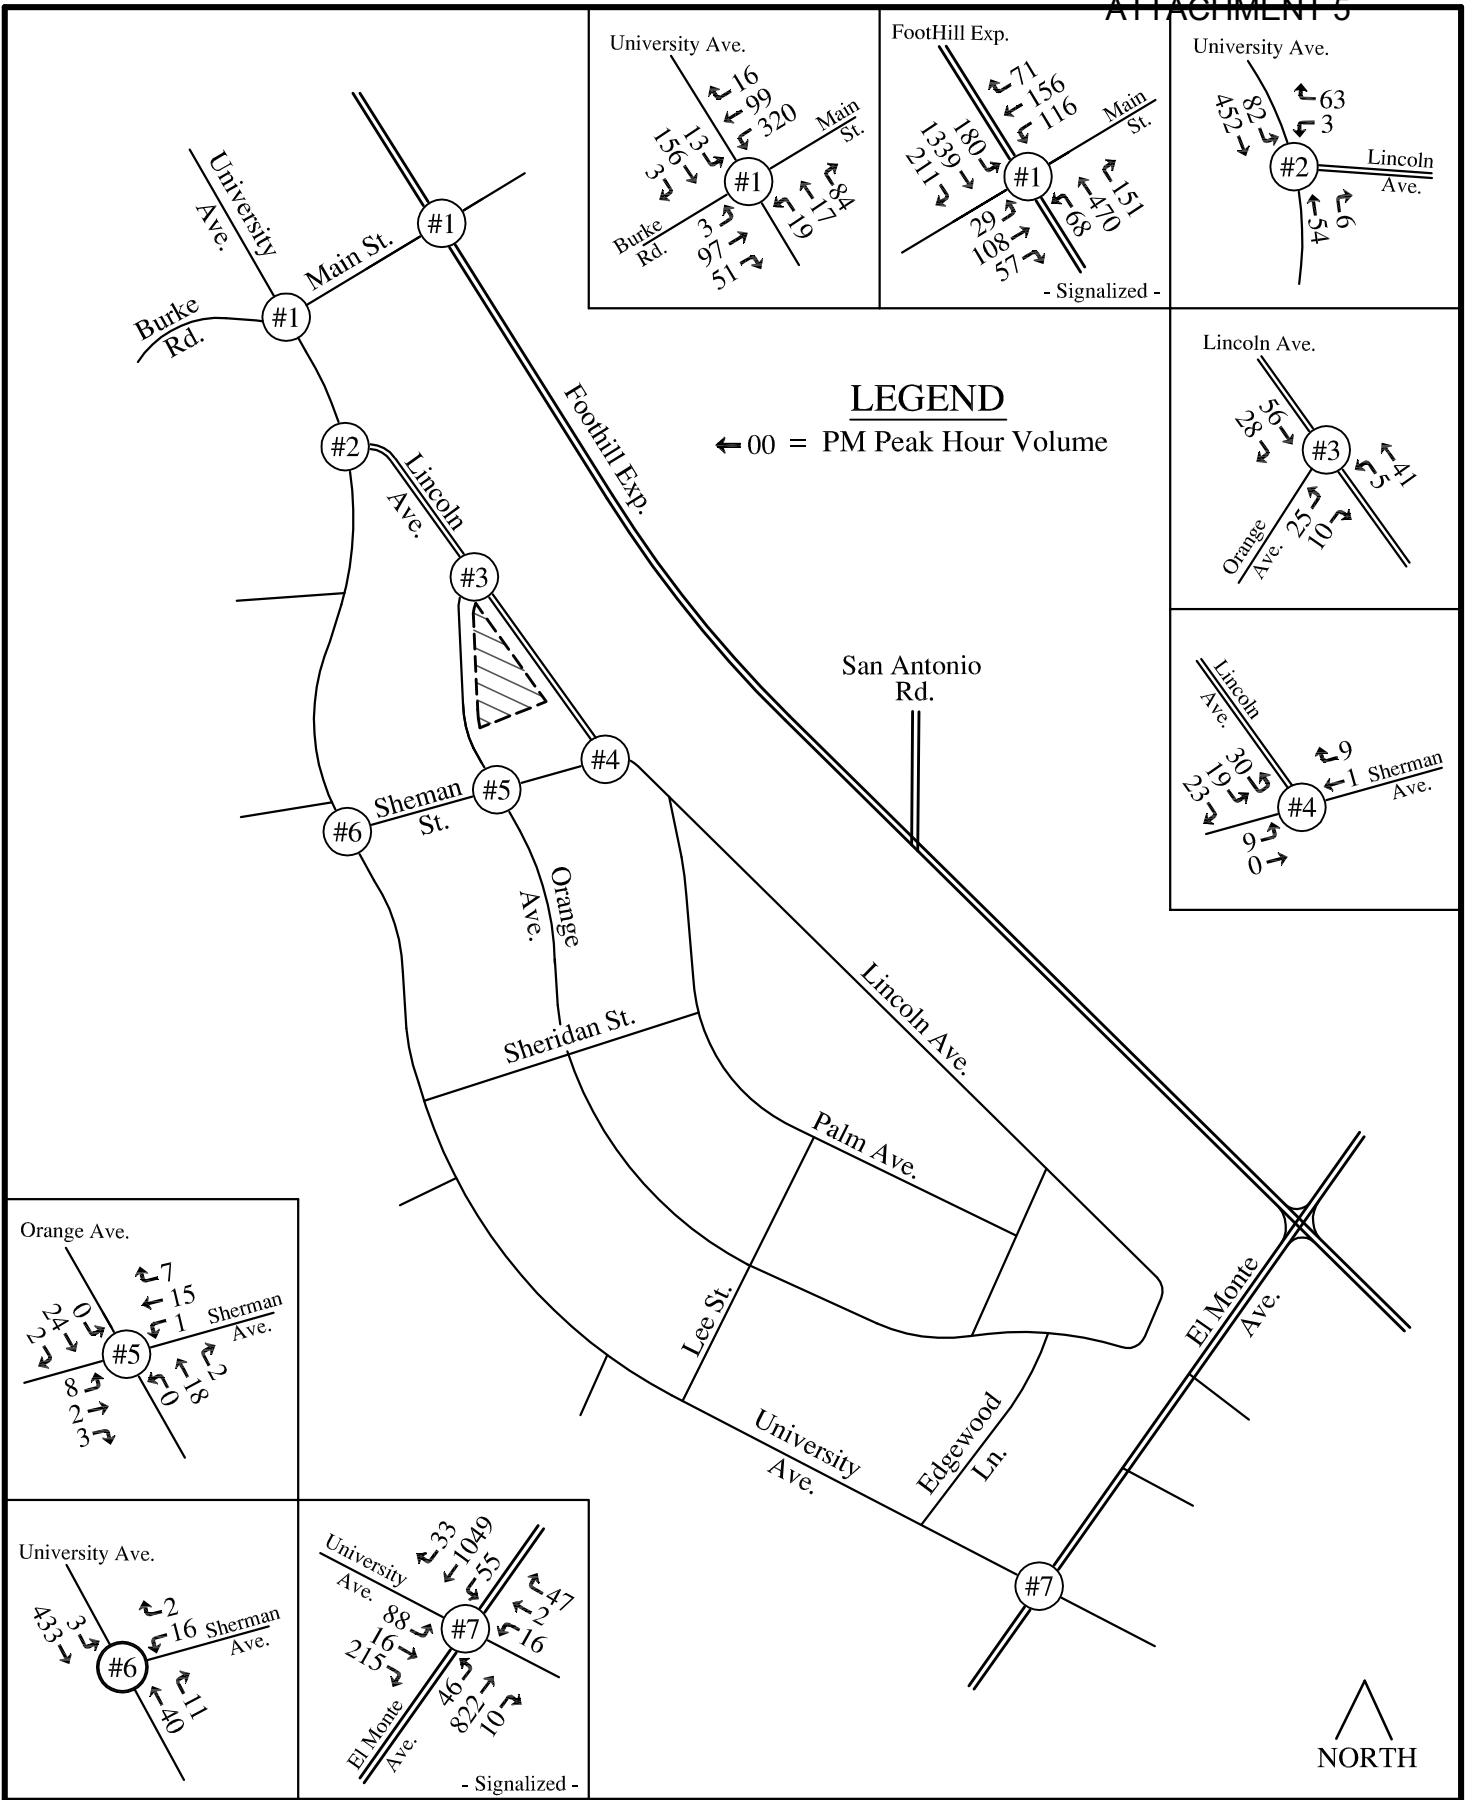 ATTACHMENT 5
University Ave.
16
99
320
13
156
3
Main
St.
#1
84
17
19
Burke
Rd.
3
97
51
FootHill Exp.
71
156
116
180
1339
211
Main
St.
#1
151
470
68
29
108
57
- Signalized -
University Ave.
63
3
82
452
#2
Lincoln
Ave.
54
6
Lincoln Ave.
56
28
#3
41
5
25
10
Orange
Ave.
Lincoln
Ave.
30
19
23
9
1
Sherman
Ave.
#4
9
0
LEGEND
00 = PM Peak Hour Volume
University
Ave.
#1
Main St.
#1
Burke
Rd.
#2
Lincoln
Ave.
Foothill Exp.
#3
San Antonio
Rd.
#4
#5
Sheman
St.
#6
Orange
Ave.
Lincoln Ave.
Sheridan St.
Palm Ave.
Lee St.
El Monte
Ave.
Edgewood
Ln.
University
Ave.
#7
Orange Ave.
7
15
1
Sherman
Ave.
0
24
2
#5
2
18
0
8
2
3
University Ave.
2
16
Sherman
Ave.
3
433
#6
11
40
University
Ave.
33
1049
55
47
2
16
88
16
215
#7
46
822
10
El Monte
Ave.
- Signalized -
NORTH